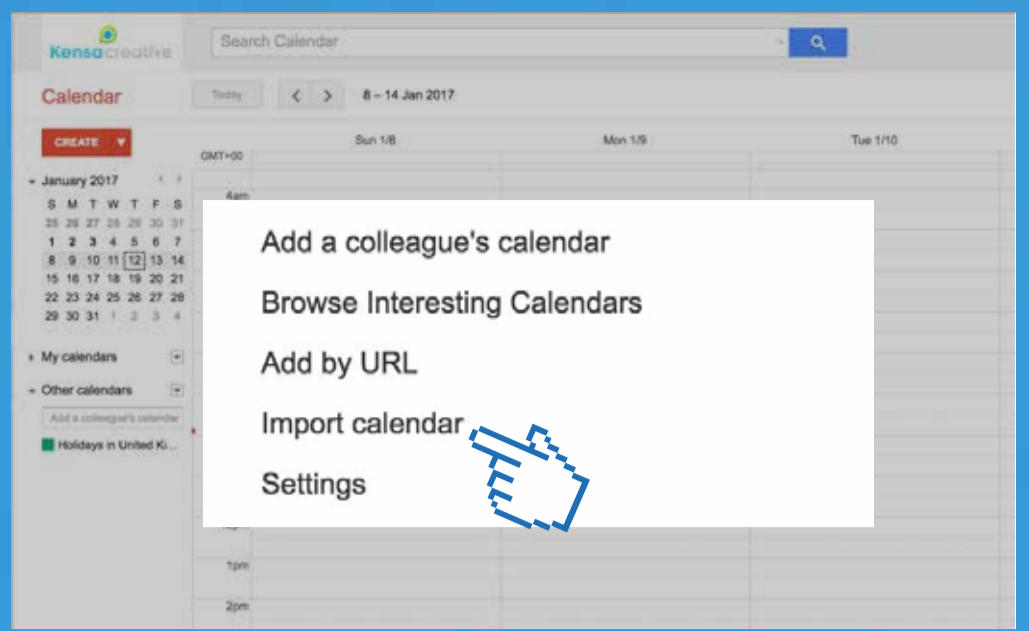 Kensacreative
Search Calendar
Calendar
Today
8 – 14 Jan 2017
CREATE
Sun 1/8
Mon 1/9
Tue 1/10
GMT+00
January 2017
S M T W T F S
25 26 27 28 29 30 31
1 2 3 4 5 6 7
8 9 10 11 12 13 14
15 16 17 18 19 20 21
22 23 24 25 26 27 28
29 30 31 1 2 3 4
4am
Add a colleague's calendar
Browse Interesting Calendars
Add by URL
Import calendar
Settings
My calendars
Other calendars
Add a colleague's calendar
Holidays in United Ki...
1pm
2pm